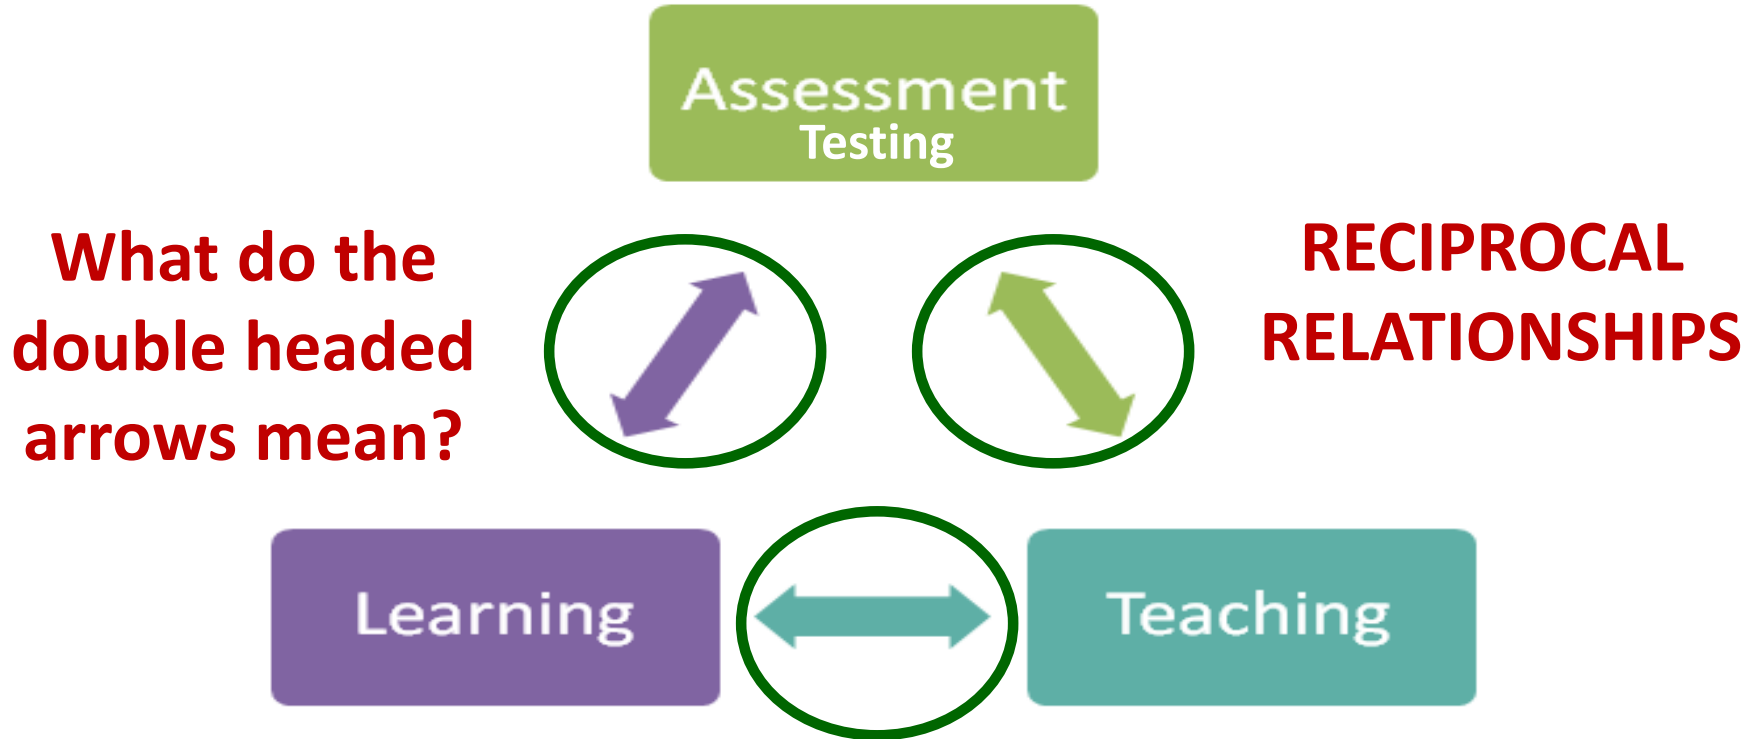 Assessment
Testing
What do the
double headed
arrows mean?
RECIPROCAL
RELATIONSHIPS
Learning
Teaching